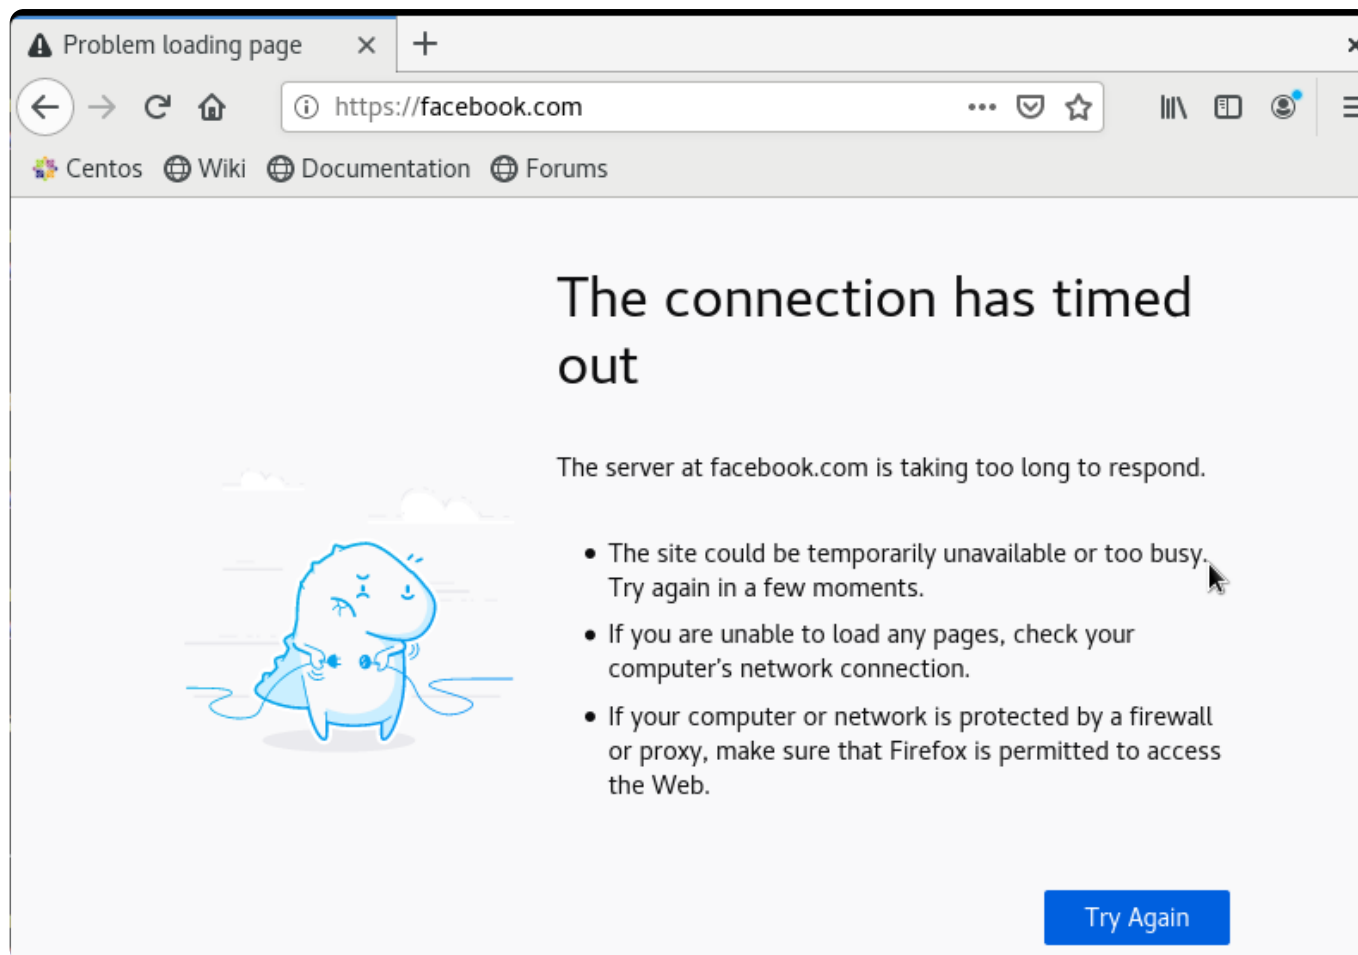 Problem loading page
https://facebook.com
Centos Wiki Documentation Forums
The connection has timed
out
The server at facebook.com is taking too long to respond.
The site could be temporarily unavailable or too busy.
Try again in a few moments.
If you are unable to load any pages, check your
computer's network connection.
If your computer or network is protected by a firewall
or proxy, make sure that Firefox is permitted to access
the Web.
Try Again